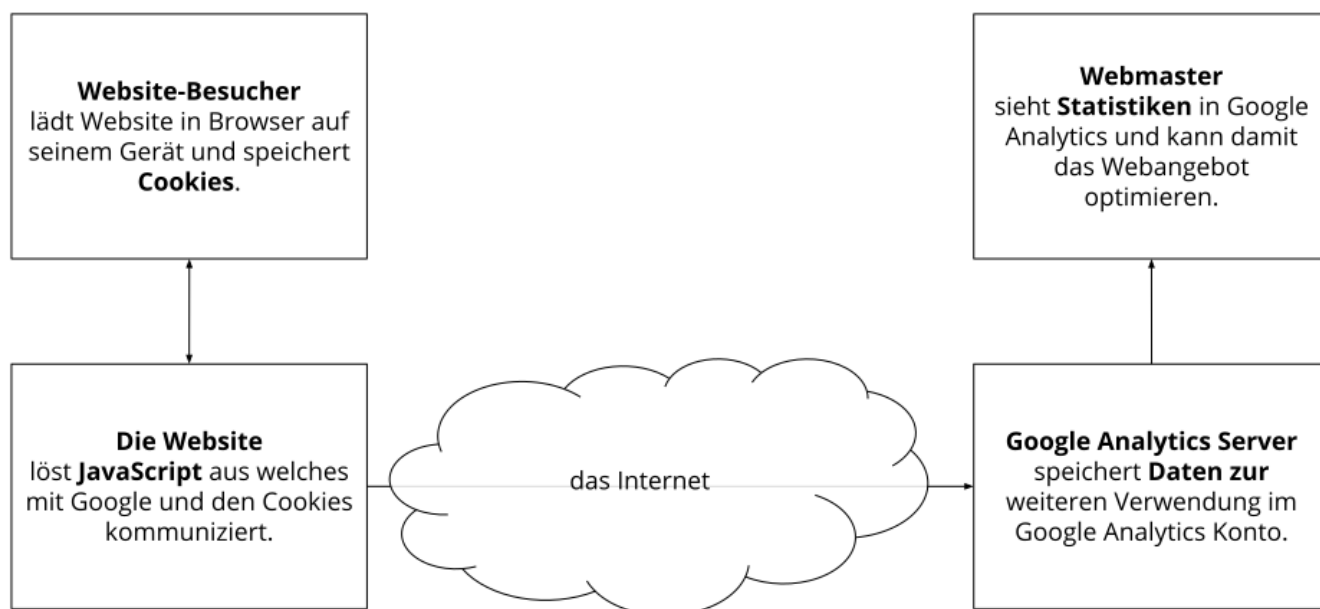 Website-Besucher
lädt Website in Browser auf
seinem Gerät und speichert
Cookies.
Webmaster
sieht Statistiken in Google
Analytics und kann damit
das Webangebot
optimieren.
Die Website
löst JavaScript aus welches
mit Google und den Cookies
kommuniziert.
das Internet
Google Analytics Server
speichert Daten zur
weiteren Verwendung im
Google Analytics Konto.